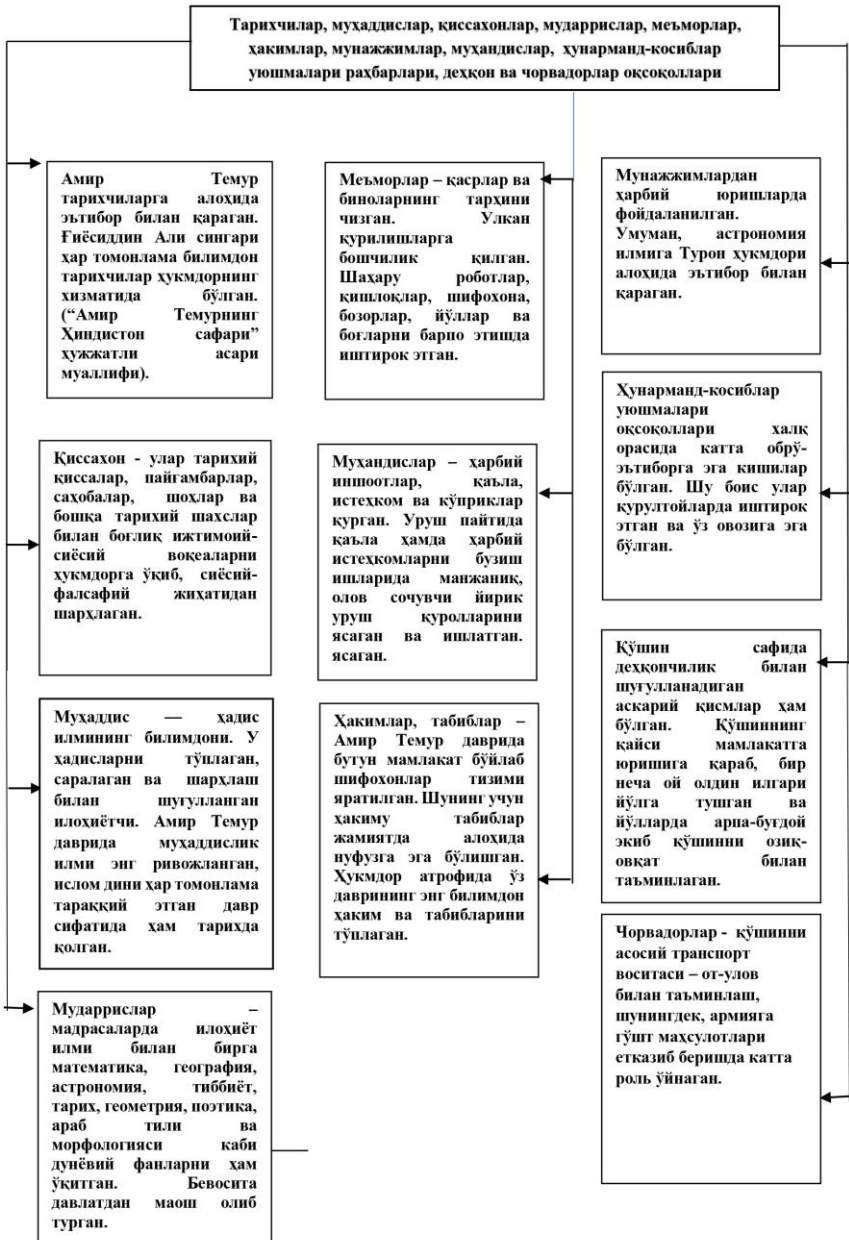 Тарихчилар, муҳаддислар, қиссахонлар, мударрислар, меъморлар,
ҳакимлар, мунажжимлар, муҳандислар, ҳунарманд-косиблар
уюшмалари раҳбарлари, деҳқон ва чорвадорлар оқсоқоллари
Амир Темур
тарихчиларга алоҳида
эътибор билан қараган.
Ғиёсиддин Али сингари
ҳар томонлама билимдон
тарихчилар ҳукмдорнинг
хизматида бўлган.
(“Амир Темурнинг
Ҳиндистон сафари”
ҳужжатли асари
муаллифи).
Қиссахон - улар тарихий
қиссалар, пайғамбарлар,
саҳобалар, шоҳлар ва
бошқа тарихий шахслар
билан боғлиқ ижтимоий-
сиёсий воқеаларни
ҳукмдорга ўқиб, сиёсий-
фалсафий жиҳатидан
шарҳлаган.
Муҳаддис — ҳадис
илмининг билимдони. У
ҳадисларни тўплаган,
саралаган ва шарҳлаш
билан шуғулланган
илоҳиётчи. Амир Темур
даврида муҳаддислик
илми энг ривожланган,
ислом дини ҳар томонлама
тараққий этган давр
сифатида ҳам тарихда
қолган.
Мударрислар –
мадрасаларда илоҳиёт
илми билан бирга
математика, география,
астрономия, тиббиёт,
тарих, геометрия, поэтика,
араб тили ва
морфологияси каби
дунёвий фанларни ҳам
ўқитган. Бевосита
давлатдан маош олиб
турган.
Меъморлар – қасрлар ва
биноларнинг тарҳини
чизган. Улкан
қурилишларга
бошчилик қилган.
Шаҳару роботлар,
қишлоқлар, шифохона,
бозорлар, йўллар ва
боғларни барпо этишда
иштирок этган.
Муҳандислар – ҳарбий
иншоотлар, қаъла,
истеҳком ва кўприклар
қурган. Уруш пайтида
қаъла ҳамда ҳарбий
истеҳкомларни бузиш
ишларида манжаниқ,
олов сочувчи йирик
уруш қуролларини
ясаган ва ишлатган.
ясаган.
Ҳакимлар, табиблар –
Амир Темур даврида
бутун мамлакат бўйлаб
шифохонлар тизими
яратилган. Шунинг учун
ҳакиму табиблар
жамиятда алоҳида
нуфузга эга бўлишган.
Ҳукмдор атрофида ўз
даврининг энг билимдон
ҳаким ва табибларини
тўплаган.
Мунажжимлардан
ҳарбий юришларда
фойдаланилган.
Умуман, астрономия
илмига Турон ҳукмдори
алоҳида эътибор билан
қараган.
Ҳунарманд-косиблар
уюшмалари
оқсоқоллари халқ
орасида катта обрў-
эътиборга эга кишилар
бўлган. Шу боис улар
қурултойларда иштирок
этган ва ўз овозига эга
бўлган.
Қўшин сафида
деҳқончилик билан
шуғулланадиган
аскарий қисмлар ҳам
бўлган. Қўшиннинг
қайси мамлакатга
юришига қараб, бир
неча ой олдин илгари
йўлга тушган ва
йўлларда арпа-буғдой
экиб қўшинни озиқ-
овқат билан
таъминлаган.
Чорвадорлар - қўшинни
асосий транспорт
воситаси – от-улов
билан таъминлаш,
шунингдек, армияга
гўшт маҳсулотлари
етказиб беришда катта
роль ўйнаган.